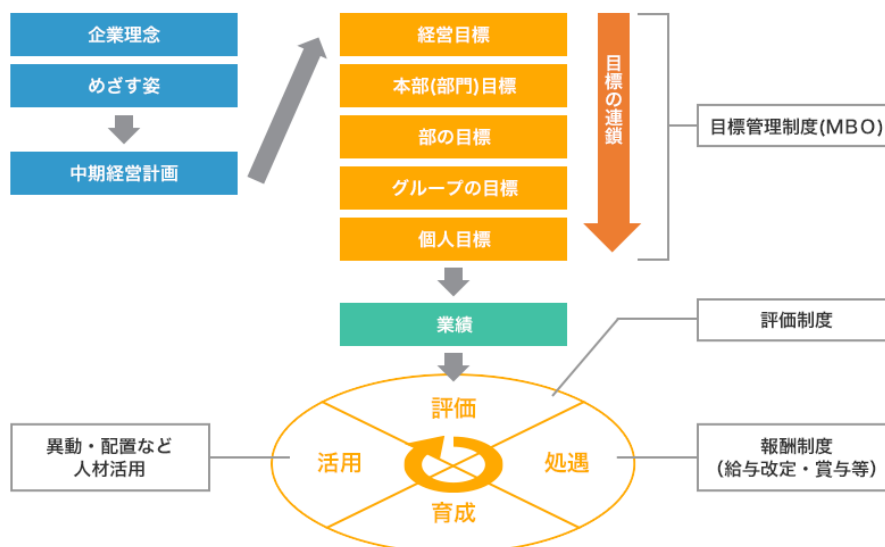 企業理念
めざす姿
中期経営計画
経営目標
本部(部門)目標
部の目標
グループの目標
個人目標
目標の連鎖
目標管理制度(MBO)
業績
評価制度
評価
活用
処遇
育成
異動・配置など
人材活用
報酬制度
（給与改定・賞与等）